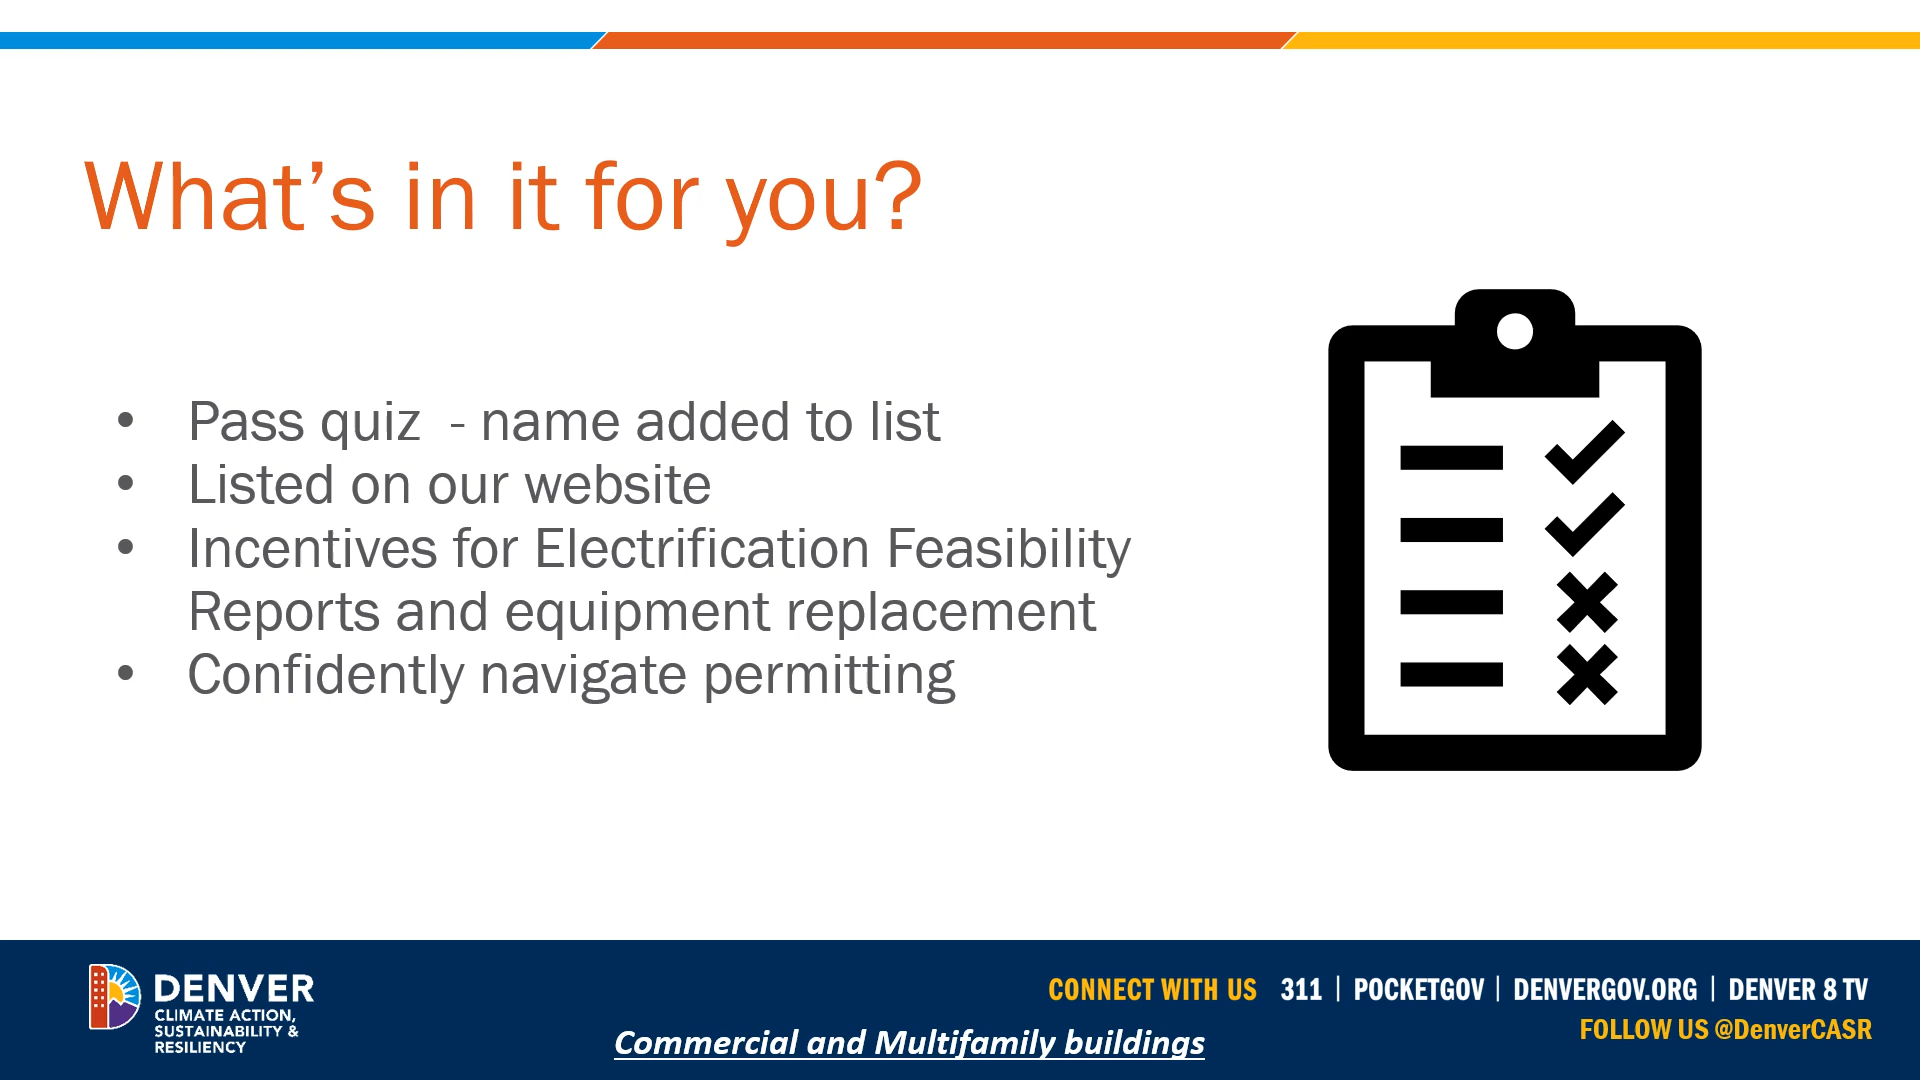 What’s in it for you?
• Pass quiz  - name added to list
• Listed on our website
• Incentives for Electrification Feasibility
Reports and equipment replacement
• Confidently navigate permitting
DENVER
CLIMATE ACTION,
SUSTAINABILITY &
RESILIENCY
Commercial and Multifamily buildings
CONNECT WITH US 311 | POCKETGOV | DENVERGOV.ORG | DENVER 8 TV
FOLLOW US @DenverCASR